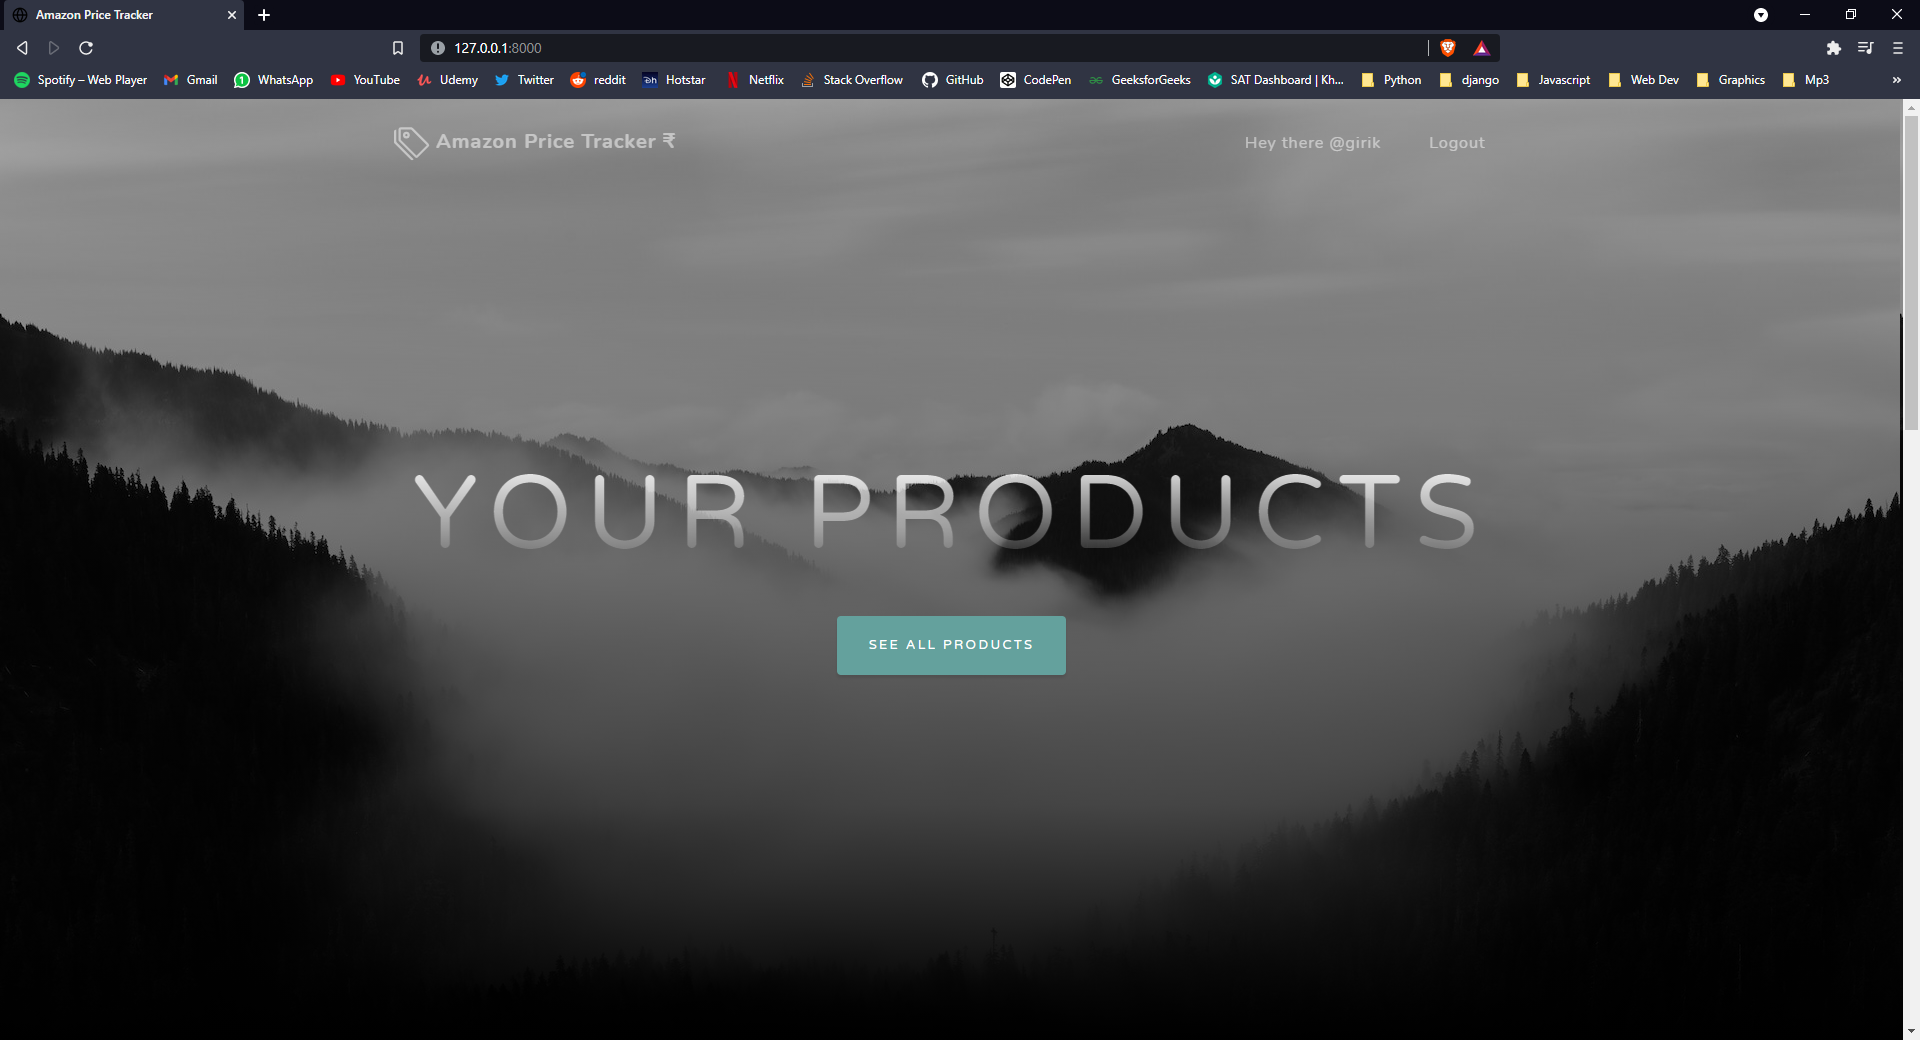 Amazon Price Tracker
127.0.0.1:8000
Spotify – Web Player Gmail WhatsApp YouTube Udemy Twitter reddit Hotstar Netflix Stack Overflow GitHub CodePen GeeksforGeeks SAT Dashboard | Kh... Python django Javascript Web Dev Graphics Mp3 »
Amazon Price Tracker ₹ Hey there @girik Logout
YOUR PRODUCTS
SEE ALL PRODUCTS